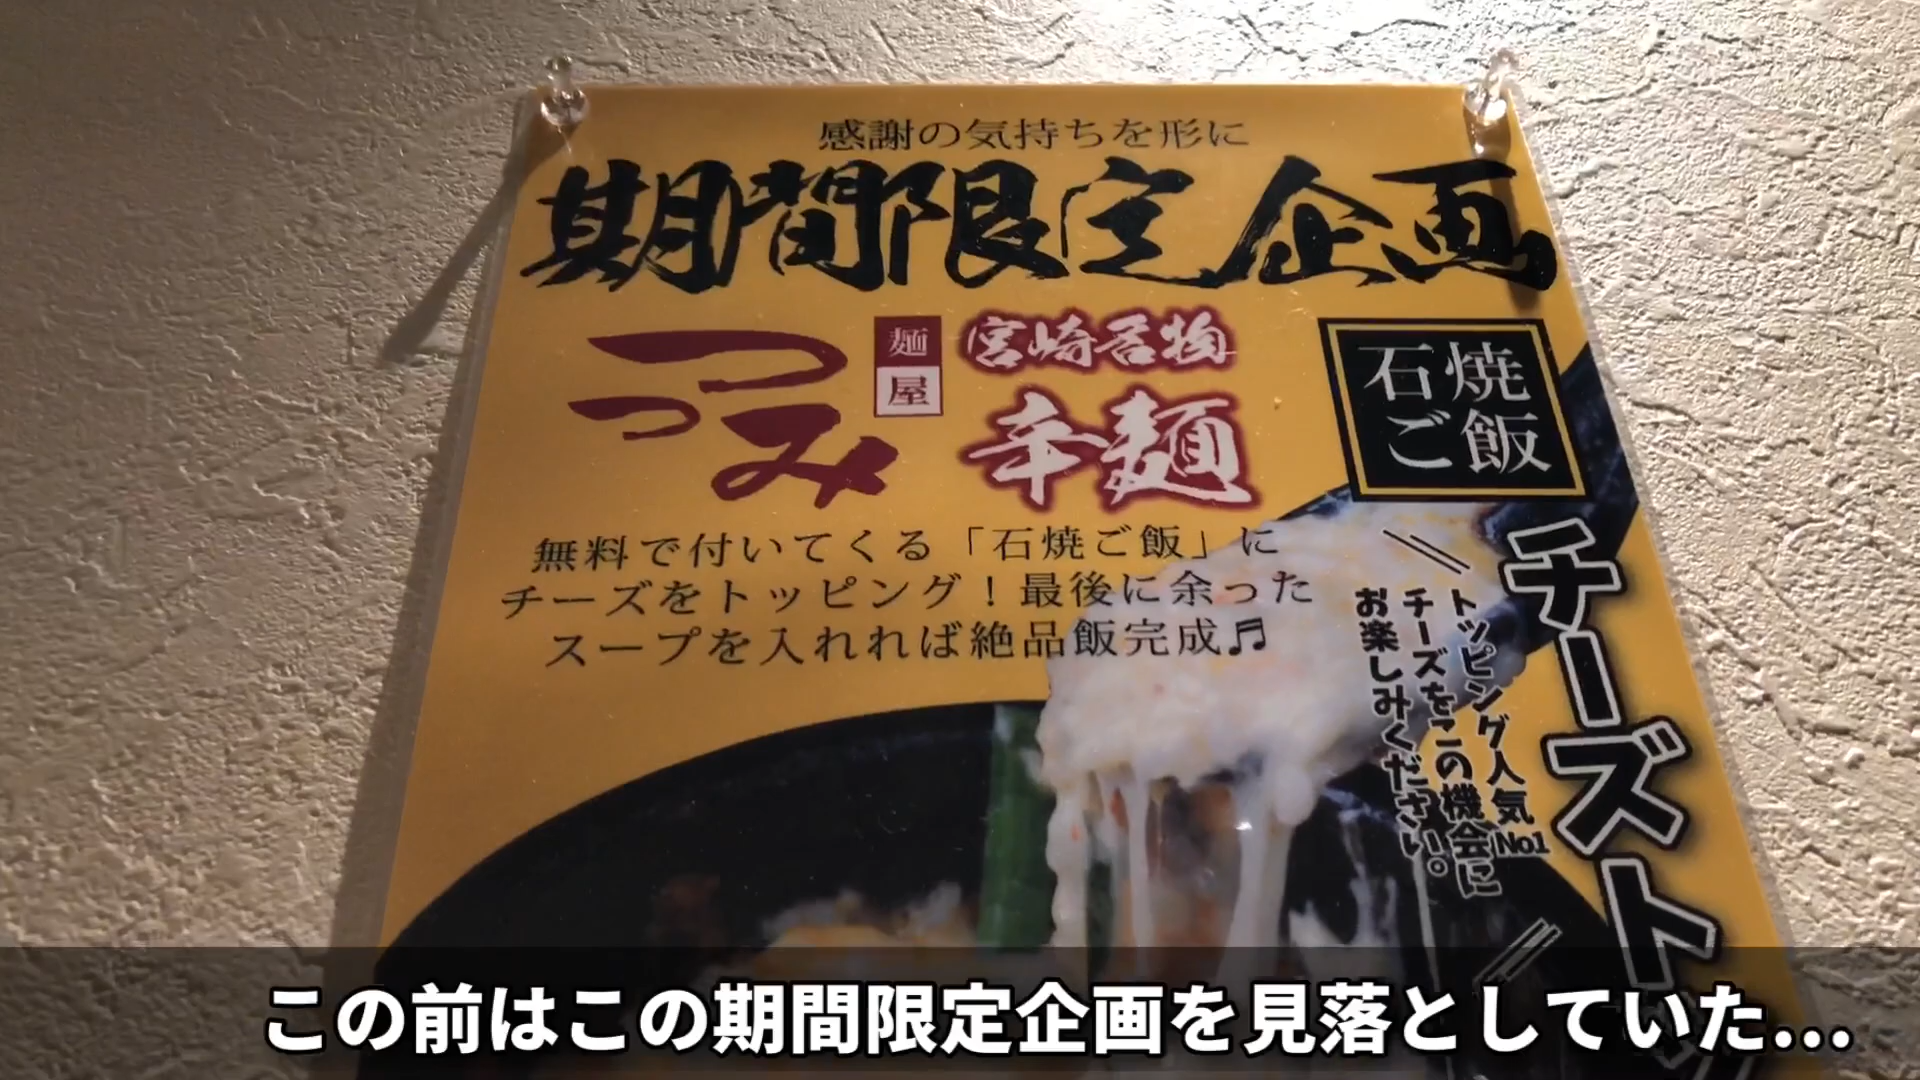 感謝の気持ちを形に
期間限定企画
麺屋
つつみ
宮崎名物
辛麺
石焼
ご飯
無料で付いてくる「石焼ご飯」に
チーズをトッピング！最後に余った
スープを入れれば絶品飯完成♬
チーズト
トッピング人気No1
チーズをこの機会に
お楽しみください。
この前はこの期間限定企画を見落としていた…